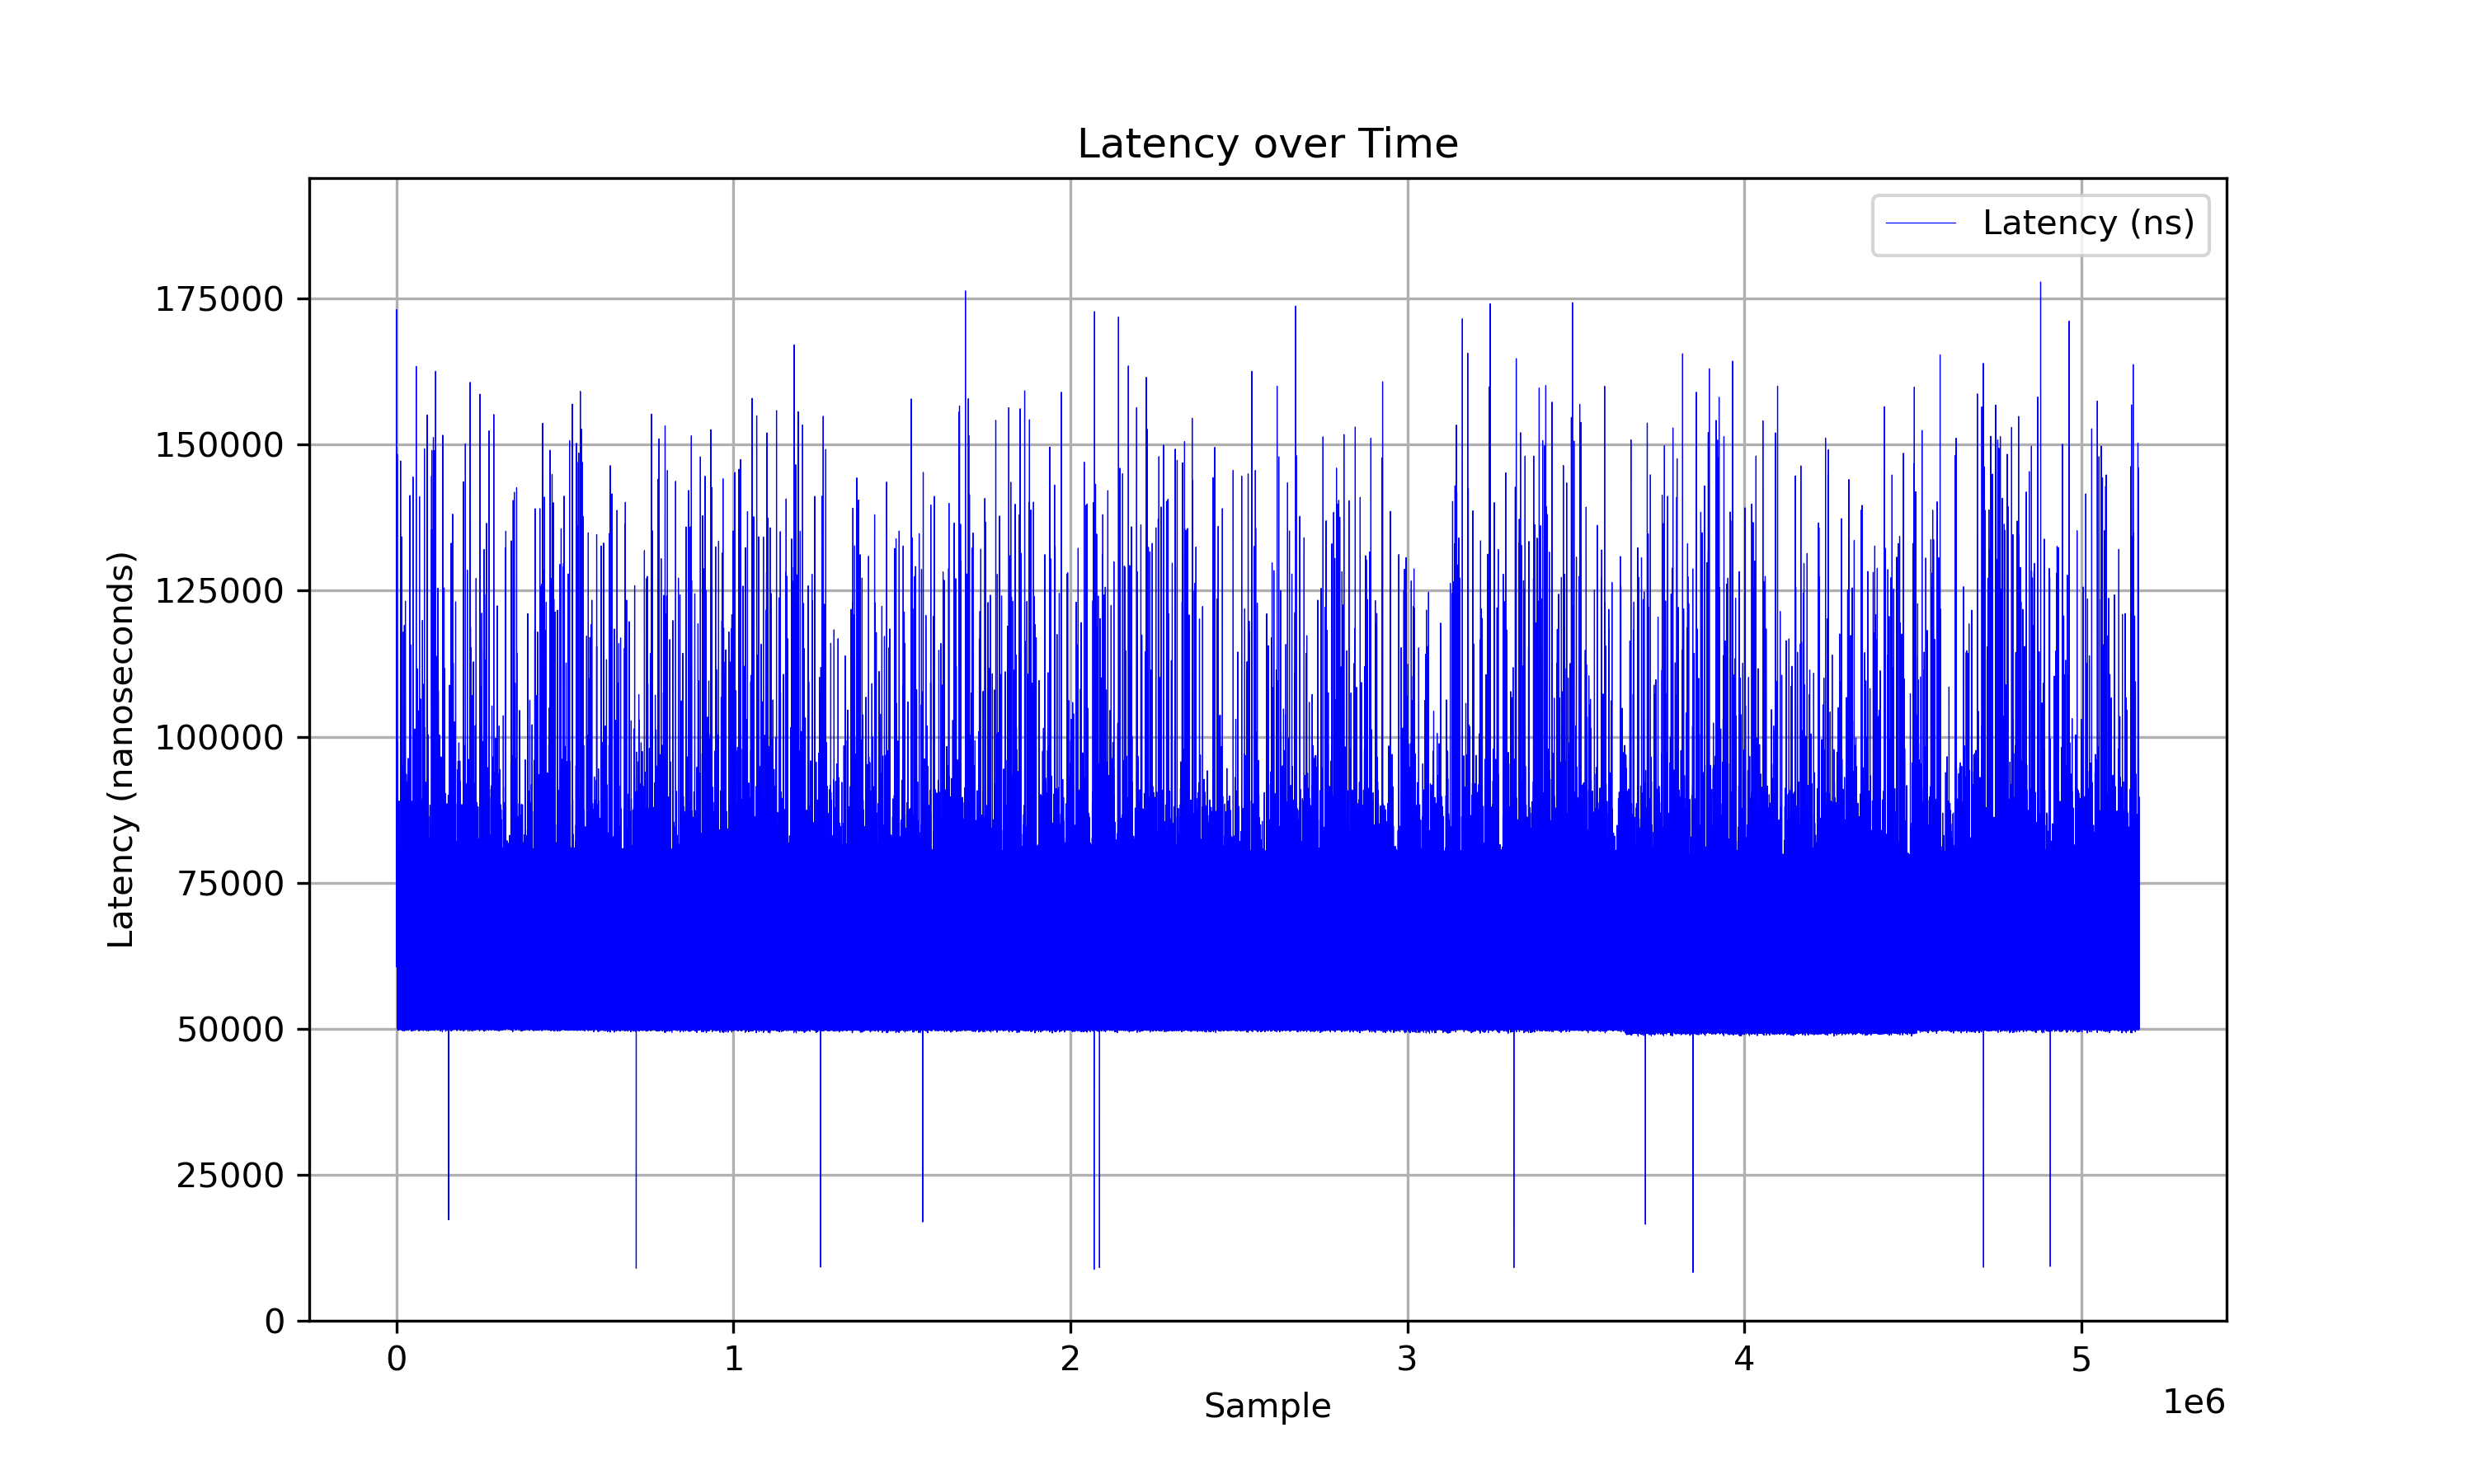 Latency over Time
Latency (ns)
Latency (nanoseconds)
175000
150000
125000
100000
75000
50000
25000
0
0 1 2 3 4 5
1e6
Sample